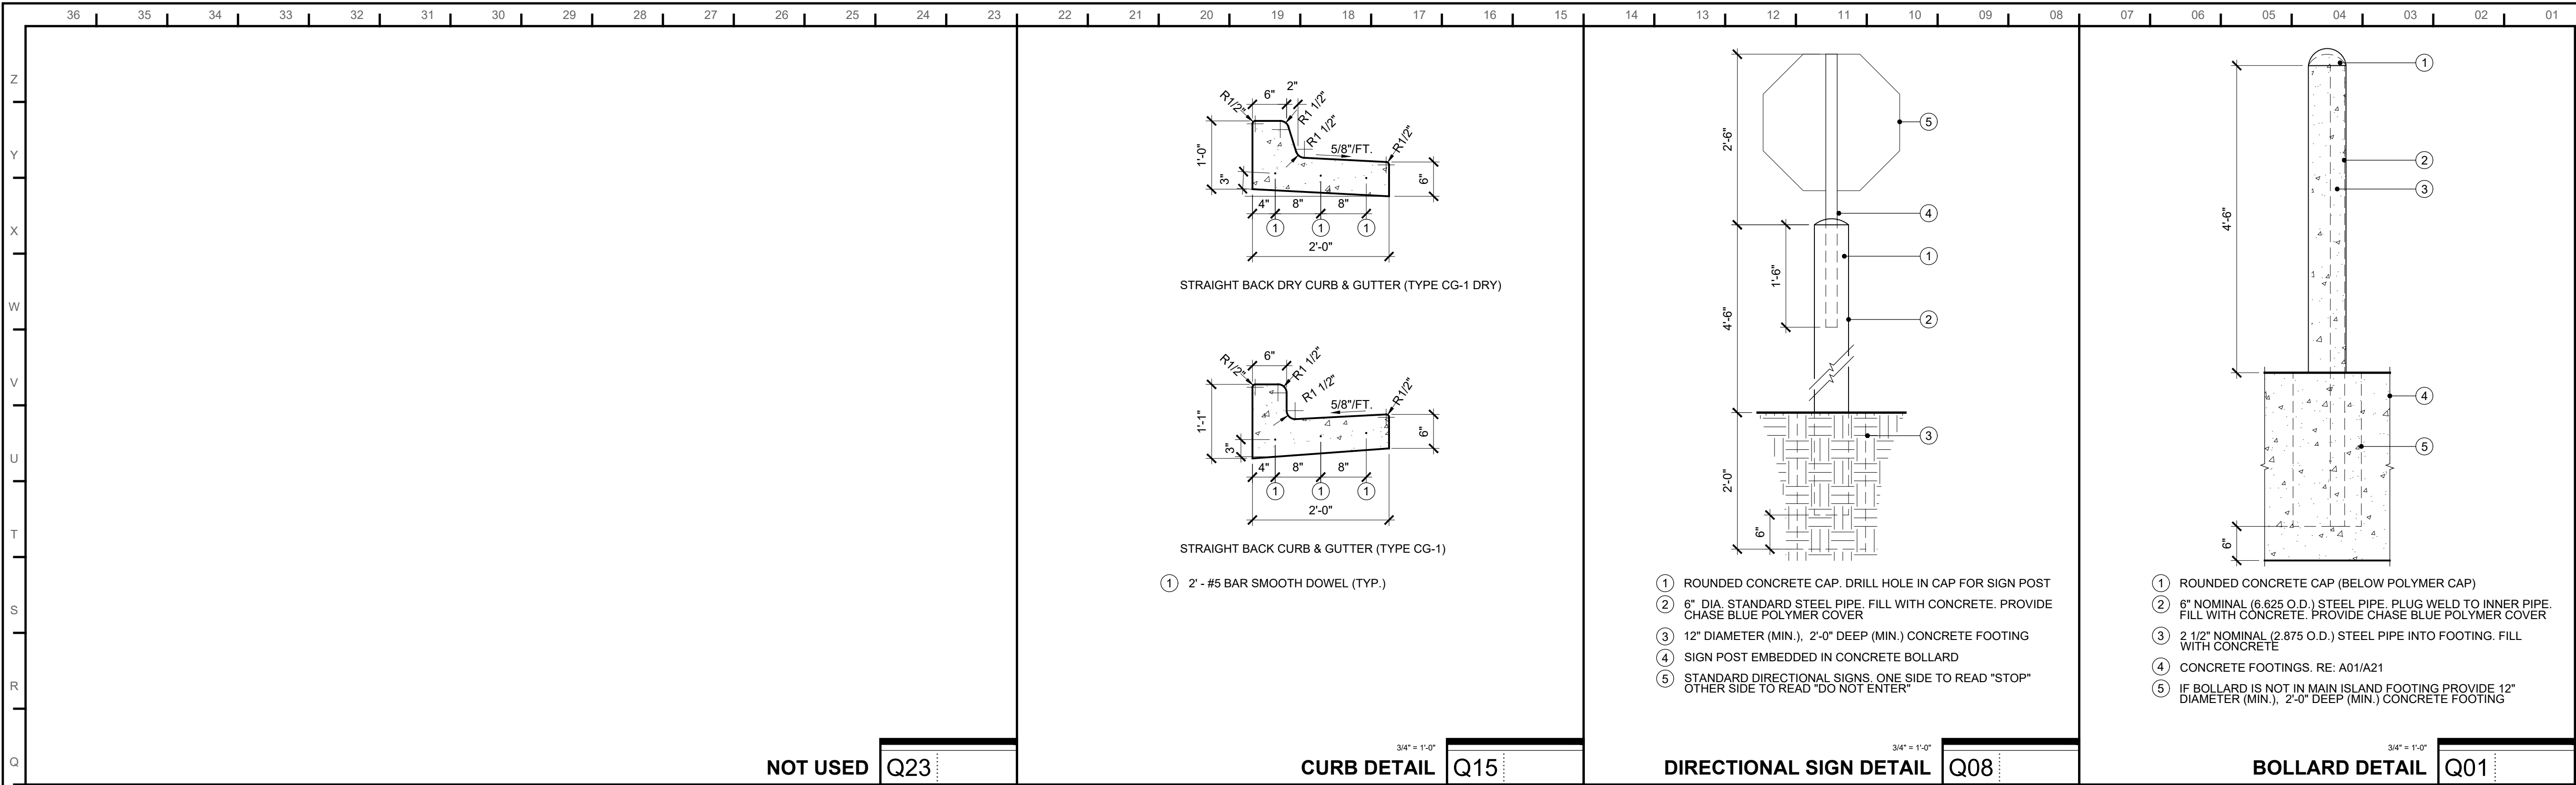 36 35 34 33 32 31 30 29 28 27 26 25 24 23 22 21 20 19 18 17 16 15 14 13 12 11 10 09 08 07 06 05 04 03 02 01
Z
Y
X
W
V
U
T
S
R
Q
NOT USED Q23
R1/2"
6"
2"
R1 1/2"
R1 1/2"
5/8"/FT.
R1/2"
1'-0"
3"
6"
4" 8" 8"
1 1 1
2'-0"
STRAIGHT BACK DRY CURB & GUTTER (TYPE CG-1 DRY)
R1/2"
6"
R1 1/2"
R1 1/2"
5/8"/FT.
R1/2"
1'-1"
3"
6"
4" 8" 8"
1 1 1
2'-0"
STRAIGHT BACK CURB & GUTTER (TYPE CG-1)
1 2' - #5 BAR SMOOTH DOWEL (TYP.)
3/4" = 1'-0"
CURB DETAIL Q15
2'-6"
5
4
1
1'-6"
4'-6"
2
3
2'-0"
6"
1 ROUNDED CONCRETE CAP. DRILL HOLE IN CAP FOR SIGN POST
2 6" DIA. STANDARD STEEL PIPE. FILL WITH CONCRETE. PROVIDE
CHASE BLUE POLYMER COVER
3 12" DIAMETER (MIN.), 2'-0" DEEP (MIN.) CONCRETE FOOTING
4 SIGN POST EMBEDDED IN CONCRETE BOLLARD
5 STANDARD DIRECTIONAL SIGNS. ONE SIDE TO READ "STOP"
OTHER SIDE TO READ "DO NOT ENTER"
3/4" = 1'-0"
DIRECTIONAL SIGN DETAIL Q08
1
2
3
4'-6"
4
5
6"
1 ROUNDED CONCRETE CAP (BELOW POLYMER CAP)
2 6" NOMINAL (6.625 O.D.) STEEL PIPE. PLUG WELD TO INNER PIPE.
FILL WITH CONCRETE. PROVIDE CHASE BLUE POLYMER COVER
3 2 1/2" NOMINAL (2.875 O.D.) STEEL PIPE INTO FOOTING. FILL
WITH CONCRETE
4 CONCRETE FOOTINGS. RE: A01/A21
5 IF BOLLARD IS NOT IN MAIN ISLAND FOOTING PROVIDE 12"
DIAMETER (MIN.), 2'-0" DEEP (MIN.) CONCRETE FOOTING
3/4" = 1'-0"
BOLLARD DETAIL Q01